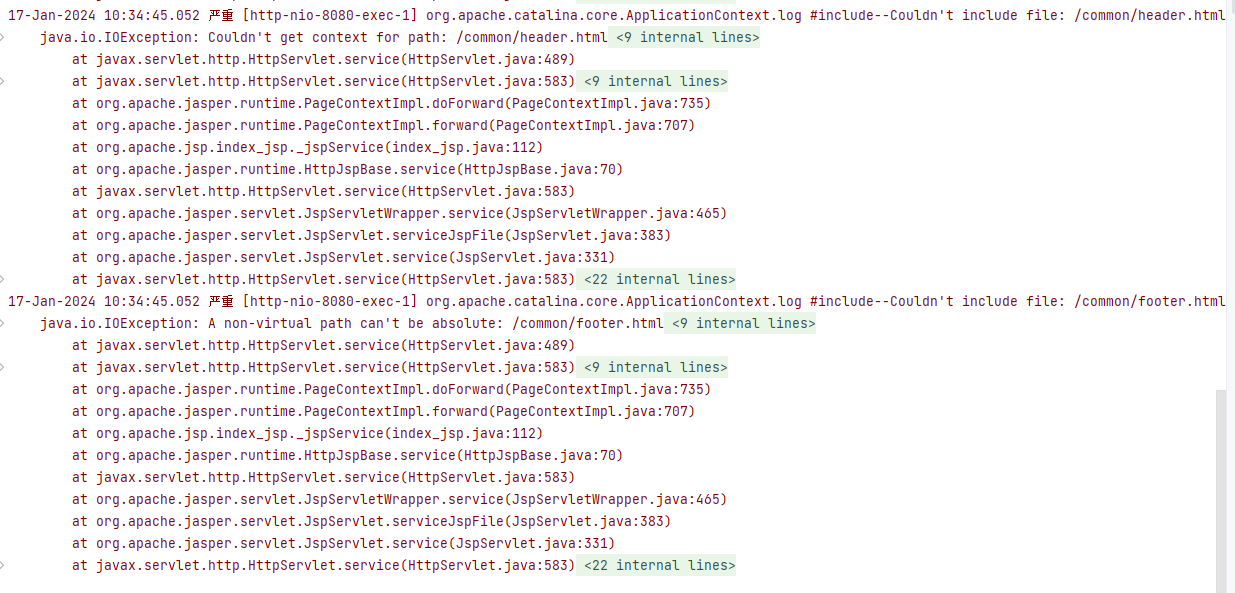 17-Jan-2024 10:34:45.052 严重 [http-nio-8080-exec-1] org.apache.catalina.core.ApplicationContext.log #include--Couldn't include file: /common/header.html
java.io.IOException: Couldn't get context for path: /common/header.html <9 internal lines>
at javax.servlet.http.HttpServlet.service(HttpServlet.java:489)
at javax.servlet.http.HttpServlet.service(HttpServlet.java:583) <9 internal lines>
at org.apache.jasper.runtime.PageContextImpl.doForward(PageContextImpl.java:735)
at org.apache.jasper.runtime.PageContextImpl.forward(PageContextImpl.java:707)
at org.apache.jsp.index_jsp._jspService(index_jsp.java:112)
at org.apache.jasper.runtime.HttpJspBase.service(HttpJspBase.java:70)
at javax.servlet.http.HttpServlet.service(HttpServlet.java:583)
at org.apache.jasper.servlet.JspServletWrapper.service(JspServletWrapper.java:465)
at org.apache.jasper.servlet.JspServlet.serviceJspFile(JspServlet.java:383)
at org.apache.jasper.servlet.JspServlet.service(JspServlet.java:331)
at javax.servlet.http.HttpServlet.service(HttpServlet.java:583) <22 internal lines>
17-Jan-2024 10:34:45.052 严重 [http-nio-8080-exec-1] org.apache.catalina.core.ApplicationContext.log #include--Couldn't include file: /common/footer.html
java.io.IOException: A non-virtual path can't be absolute: /common/footer.html <9 internal lines>
at javax.servlet.http.HttpServlet.service(HttpServlet.java:489)
at javax.servlet.http.HttpServlet.service(HttpServlet.java:583) <9 internal lines>
at org.apache.jasper.runtime.PageContextImpl.doForward(PageContextImpl.java:735)
at org.apache.jasper.runtime.PageContextImpl.forward(PageContextImpl.java:707)
at org.apache.jsp.index_jsp._jspService(index_jsp.java:112)
at org.apache.jasper.runtime.HttpJspBase.service(HttpJspBase.java:70)
at javax.servlet.http.HttpServlet.service(HttpServlet.java:583)
at org.apache.jasper.servlet.JspServletWrapper.service(JspServletWrapper.java:465)
at org.apache.jasper.servlet.JspServlet.serviceJspFile(JspServlet.java:383)
at org.apache.jasper.servlet.JspServlet.service(JspServlet.java:331)
at javax.servlet.http.HttpServlet.service(HttpServlet.java:583) <22 internal lines>